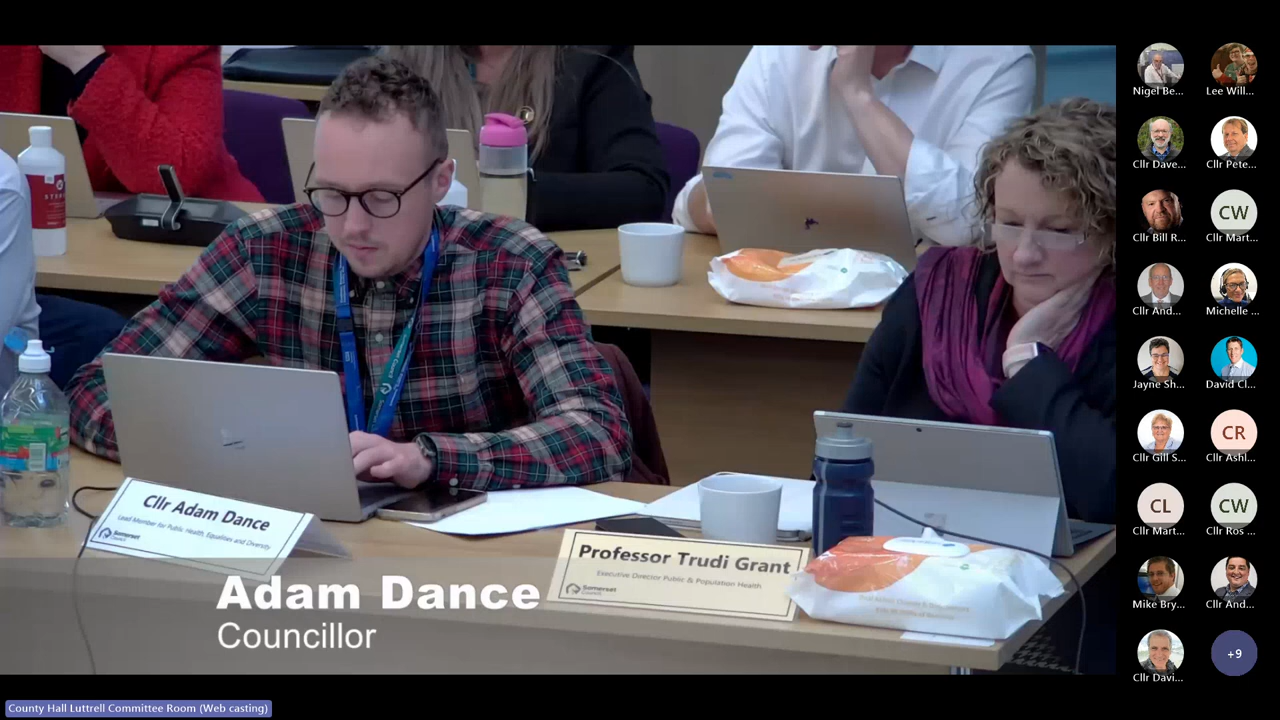 Cllr Adam Dance
Lead Member for Public Health, Equalities and Diversity
Somerset
Council
Professor Trudi Grant
Executive Director Public & Population Health
Somerset
Council
Adam Dance
Councillor
County Hall Luttrell Committee Room (Web casting)
Nigel Be...
Lee Will...
Cllr Dave...
Cllr Pete...
Cllr Bill R...
CW
Cllr Mart...
Cllr And...
Michelle ...
Jayne Sh...
David Cl...
Cllr Gill S...
CR
Cllr Ashl...
CL
Cllr Mart...
CW
Cllr Ros ...
Mike Bry...
Cllr And...
Cllr Davi...
+9